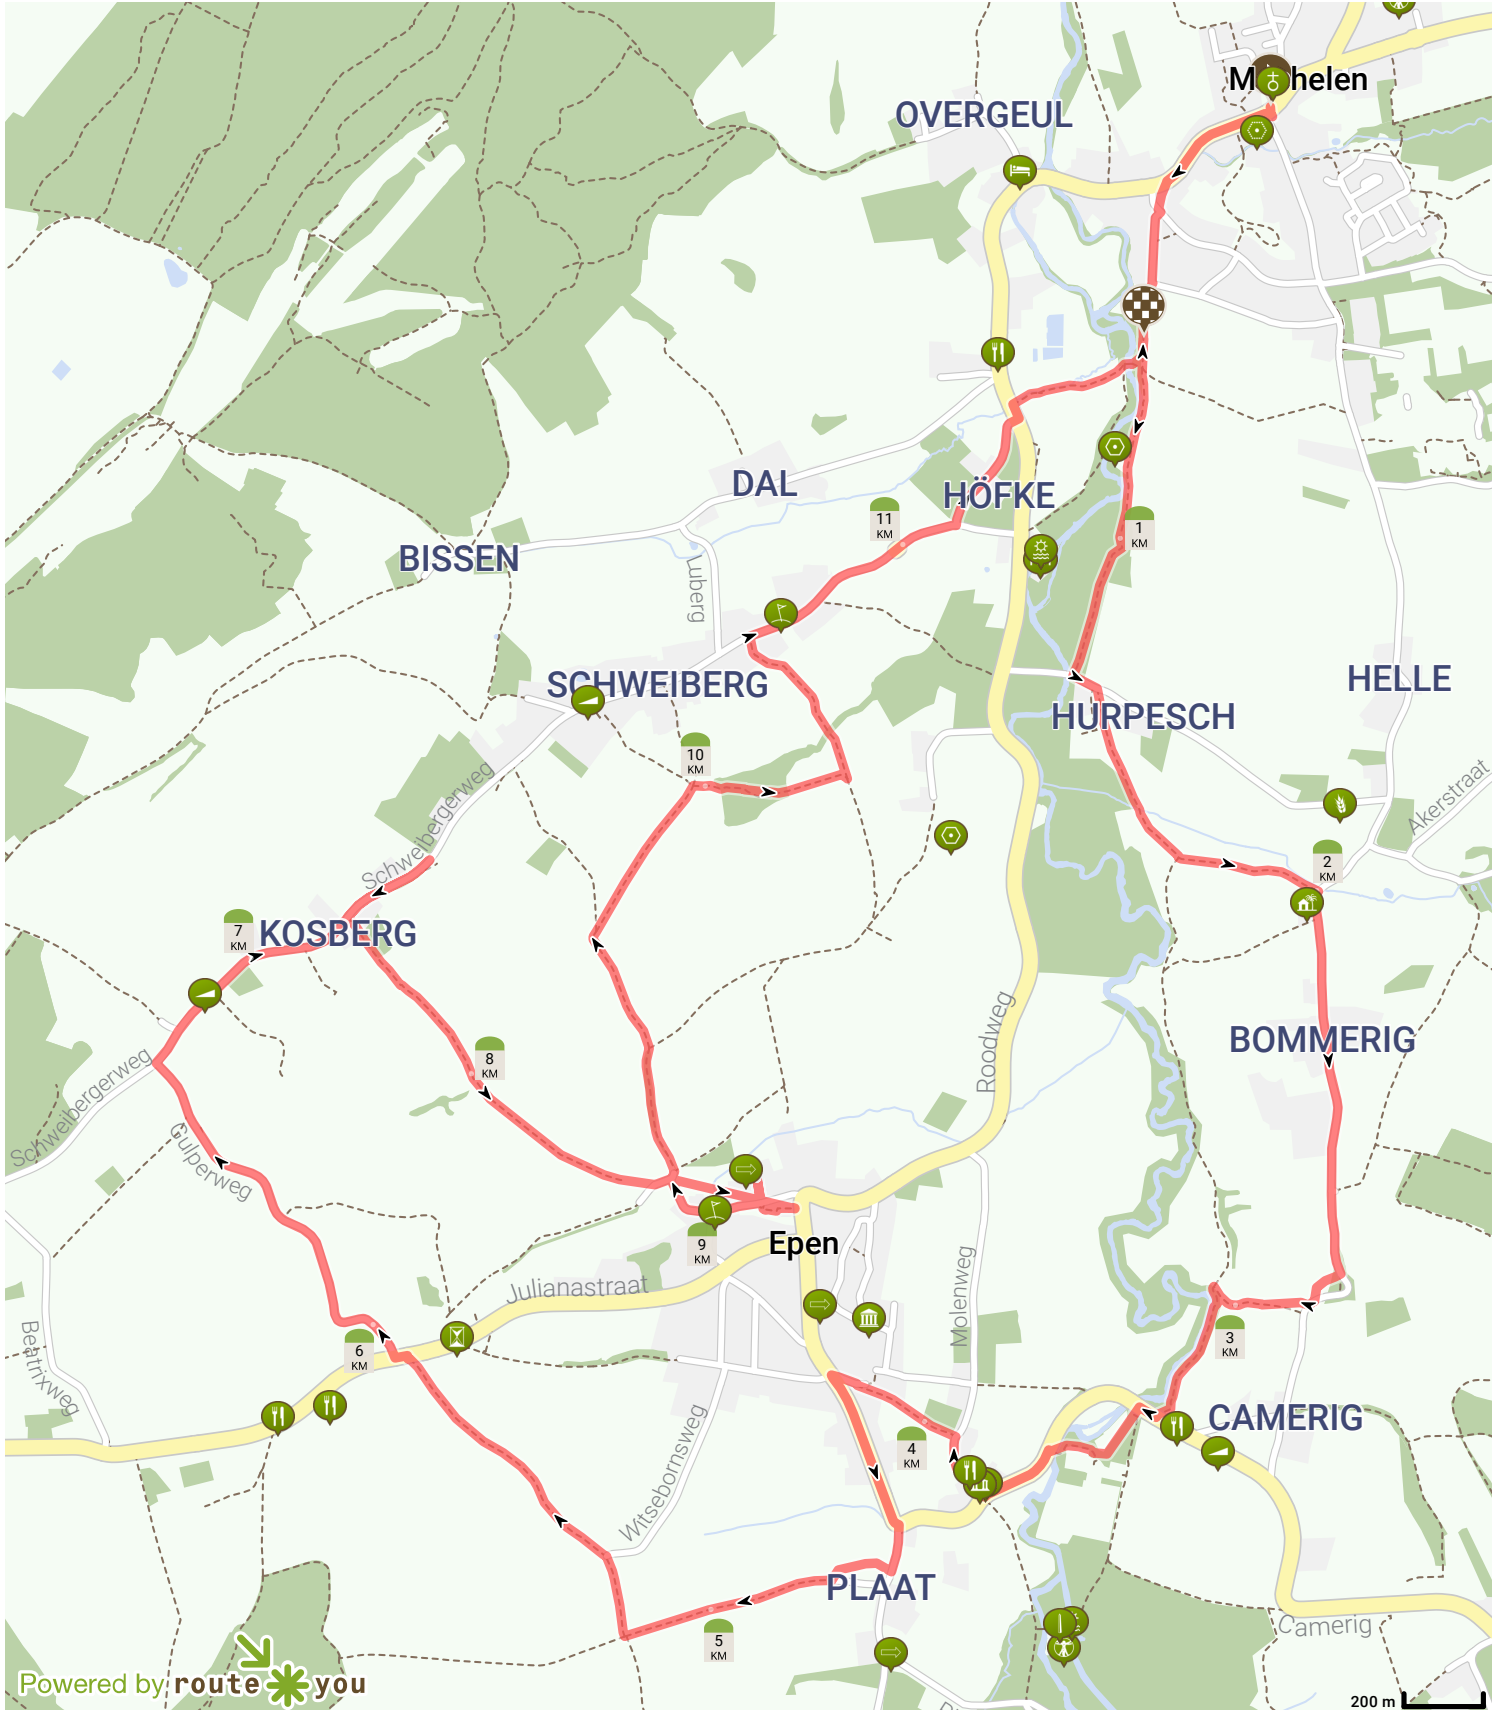 M helen
OVERGEUL
DAL
HÖFKE
11
KM
1
KM
BISSEN
Luberg
SCHWEIBERG
HELLE
HURPESCH
10
KM
Schweibergerweg
Akerstraat
2
KM
7
KM
KOSBERG
Roodweg
BOMMERIG
8
KM
Schweibergerweg
Gulperweg
9
KM
Epen
Julianastraat
Molenweg
Beatrixweg
6
KM
3
KM
CAMERIG
4
KM
Witsebornsweg
PLAAT
5
KM
Camerig
Powered by route you
200 m